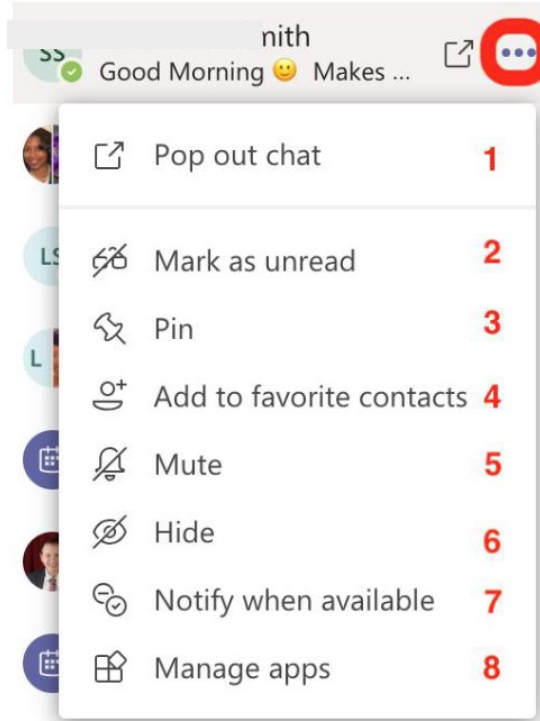 mith
SS
Good Morning 🙂 Makes ...
Pop out chat 1
LS
Mark as unread 2
Pin 3
L
Add to favorite contacts 4
Mute 5
Hide 6
Notify when available 7
Manage apps 8